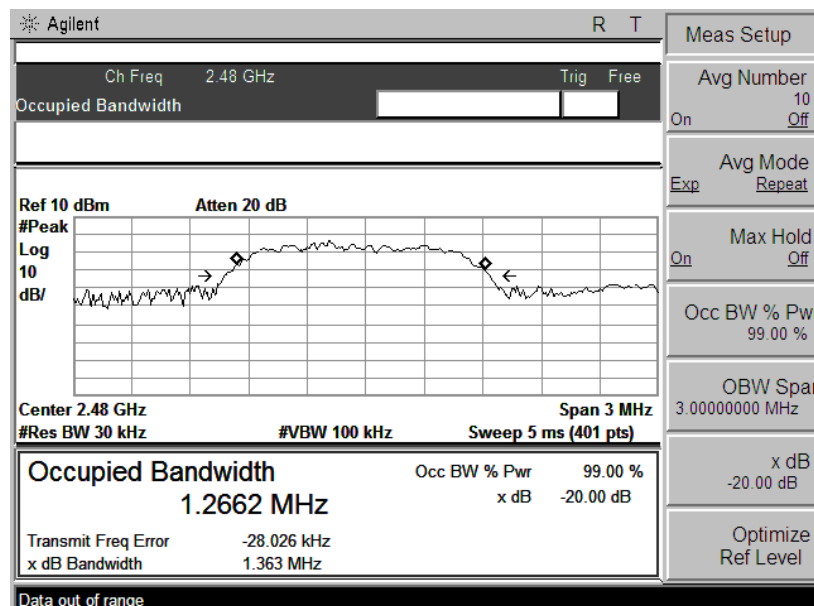 Agilent R T
Ch Freq 2.48 GHz Trig Free
Occupied Bandwidth
Ref 10 dBm Atten 20 dB
#Peak
Log
10
dB/
Center 2.48 GHz Span 3 MHz
#Res BW 30 kHz #VBW 100 kHz Sweep 5 ms (401 pts)
Occupied Bandwidth Occ BW % Pwr 99.00 %
1.2662 MHz x dB -20.00 dB
Transmit Freq Error -28.026 kHz
x dB Bandwidth 1.363 MHz
Data out of range
Meas Setup
Avg Number
10
On Off
Avg Mode
Exp Repeat
Max Hold
On Off
Occ BW % Pw
99.00 %
OBW Spa
3.00000000 MHz
x dB
-20.00 dB
Optimize
Ref Level